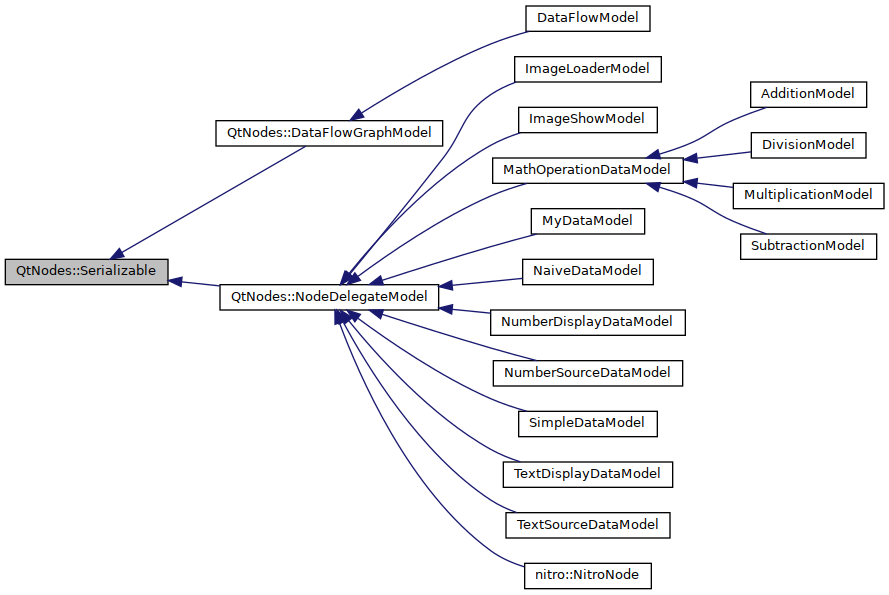 DataFlowModel
ImageLoaderModel
AdditionModel
ImageShowModel
QtNodes::DataFlowGraphModel
DivisionModel
MathOperationDataModel
MultiplicationModel
MyDataModel
SubtractionModel
QtNodes::Serializable
NaiveDataModel
QtNodes::NodeDelegateModel
NumberDisplayDataModel
NumberSourceDataModel
SimpleDataModel
TextDisplayDataModel
TextSourceDataModel
nitro::NitroNode